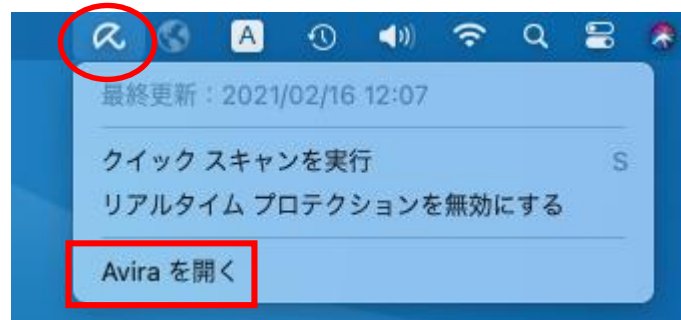 A
最終更新：2021/02/16 12:07
クイック スキャンを実行 S
リアルタイム プロテクションを無効にする
Avira を開く